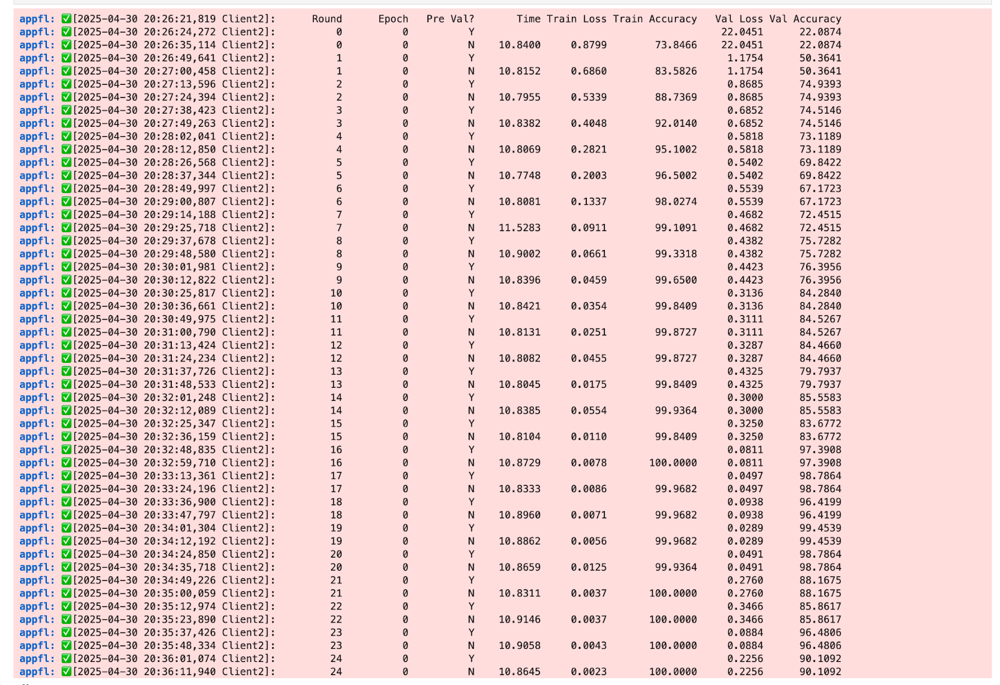 appfl: ✅[2025-04-30 20:26:21,819 Client2]: Round Epoch Pre Val? Time Train Loss Train Accuracy Val Loss Val Accuracy
appfl: ✅[2025-04-30 20:26:24,272 Client2]: 0 0 Y 22.0451 22.0874
appfl: ✅[2025-04-30 20:26:35,114 Client2]: 0 0 N 10.8400 0.8799 73.8466 22.0451 22.0874
appfl: ✅[2025-04-30 20:26:49,641 Client2]: 1 0 Y 1.1754 50.3641
appfl: ✅[2025-04-30 20:27:00,458 Client2]: 1 0 N 10.8152 0.6860 83.5826 1.1754 50.3641
appfl: ✅[2025-04-30 20:27:13,596 Client2]: 2 0 Y 0.8685 74.9393
appfl: ✅[2025-04-30 20:27:24,394 Client2]: 2 0 N 10.7955 0.5339 88.7369 0.8685 74.9393
appfl: ✅[2025-04-30 20:27:38,423 Client2]: 3 0 Y 0.6852 74.5146
appfl: ✅[2025-04-30 20:27:49,263 Client2]: 3 0 N 10.8382 0.4048 92.0140 0.6852 74.5146
appfl: ✅[2025-04-30 20:28:02,041 Client2]: 4 0 Y 0.5818 73.1189
appfl: ✅[2025-04-30 20:28:12,850 Client2]: 4 0 N 10.8069 0.2821 95.1002 0.5818 73.1189
appfl: ✅[2025-04-30 20:28:26,568 Client2]: 5 0 Y 0.5402 69.8422
appfl: ✅[2025-04-30 20:28:37,344 Client2]: 5 0 N 10.7748 0.2003 96.5002 0.5402 69.8422
appfl: ✅[2025-04-30 20:28:49,997 Client2]: 6 0 Y 0.5539 67.1723
appfl: ✅[2025-04-30 20:29:00,807 Client2]: 6 0 N 10.8081 0.1337 98.0274 0.5539 67.1723
appfl: ✅[2025-04-30 20:29:14,188 Client2]: 7 0 Y 0.4682 72.4515
appfl: ✅[2025-04-30 20:29:25,718 Client2]: 7 0 N 11.5283 0.0911 99.1091 0.4682 72.4515
appfl: ✅[2025-04-30 20:29:37,678 Client2]: 8 0 Y 0.4382 75.7282
appfl: ✅[2025-04-30 20:29:48,580 Client2]: 8 0 N 10.9002 0.0661 99.3318 0.4382 75.7282
appfl: ✅[2025-04-30 20:30:01,981 Client2]: 9 0 Y 0.4423 76.3956
appfl: ✅[2025-04-30 20:30:12,822 Client2]: 9 0 N 10.8396 0.0459 99.6500 0.4423 76.3956
appfl: ✅[2025-04-30 20:30:25,817 Client2]: 10 0 Y 0.3136 84.2840
appfl: ✅[2025-04-30 20:30:36,661 Client2]: 10 0 N 10.8421 0.0354 99.8409 0.3136 84.2840
appfl: ✅[2025-04-30 20:30:49,975 Client2]: 11 0 Y 0.3111 84.5267
appfl: ✅[2025-04-30 20:31:00,790 Client2]: 11 0 N 10.8131 0.0251 99.8727 0.3111 84.5267
appfl: ✅[2025-04-30 20:31:13,424 Client2]: 12 0 Y 0.3287 84.4660
appfl: ✅[2025-04-30 20:31:24,234 Client2]: 12 0 N 10.8082 0.0455 99.8727 0.3287 84.4660
appfl: ✅[2025-04-30 20:31:37,726 Client2]: 13 0 Y 0.4325 79.7937
appfl: ✅[2025-04-30 20:31:48,533 Client2]: 13 0 N 10.8045 0.0175 99.8409 0.4325 79.7937
appfl: ✅[2025-04-30 20:32:01,248 Client2]: 14 0 Y 0.3000 85.5583
appfl: ✅[2025-04-30 20:32:12,089 Client2]: 14 0 N 10.8385 0.0554 99.9364 0.3000 85.5583
appfl: ✅[2025-04-30 20:32:25,347 Client2]: 15 0 Y 0.3250 83.6772
appfl: ✅[2025-04-30 20:32:36,159 Client2]: 15 0 N 10.8104 0.0110 99.8409 0.3250 83.6772
appfl: ✅[2025-04-30 20:32:48,835 Client2]: 16 0 Y 0.0811 97.3908
appfl: ✅[2025-04-30 20:32:59,710 Client2]: 16 0 N 10.8729 0.0078 100.0000 0.0811 97.3908
appfl: ✅[2025-04-30 20:33:13,361 Client2]: 17 0 Y 0.0497 98.7864
appfl: ✅[2025-04-30 20:33:24,196 Client2]: 17 0 N 10.8333 0.0086 99.9682 0.0497 98.7864
appfl: ✅[2025-04-30 20:33:36,900 Client2]: 18 0 Y 0.0938 96.4199
appfl: ✅[2025-04-30 20:33:47,797 Client2]: 18 0 N 10.8960 0.0071 99.9682 0.0938 96.4199
appfl: ✅[2025-04-30 20:34:01,304 Client2]: 19 0 Y 0.0289 99.4539
appfl: ✅[2025-04-30 20:34:12,192 Client2]: 19 0 N 10.8862 0.0056 99.9682 0.0289 99.4539
appfl: ✅[2025-04-30 20:34:24,850 Client2]: 20 0 Y 0.0491 98.7864
appfl: ✅[2025-04-30 20:34:35,718 Client2]: 20 0 N 10.8659 0.0125 99.9364 0.0491 98.7864
appfl: ✅[2025-04-30 20:34:49,226 Client2]: 21 0 Y 0.2760 88.1675
appfl: ✅[2025-04-30 20:35:00,059 Client2]: 21 0 N 10.8311 0.0037 100.0000 0.2760 88.1675
appfl: ✅[2025-04-30 20:35:12,974 Client2]: 22 0 Y 0.3466 85.8617
appfl: ✅[2025-04-30 20:35:23,890 Client2]: 22 0 N 10.9146 0.0037 100.0000 0.3466 85.8617
appfl: ✅[2025-04-30 20:35:37,426 Client2]: 23 0 Y 0.0884 96.4806
appfl: ✅[2025-04-30 20:35:48,334 Client2]: 23 0 N 10.9058 0.0043 100.0000 0.0884 96.4806
appfl: ✅[2025-04-30 20:36:01,074 Client2]: 24 0 Y 0.2256 90.1092
appfl: ✅[2025-04-30 20:36:11,940 Client2]: 24 0 N 10.8645 0.0023 100.0000 0.2256 90.1092